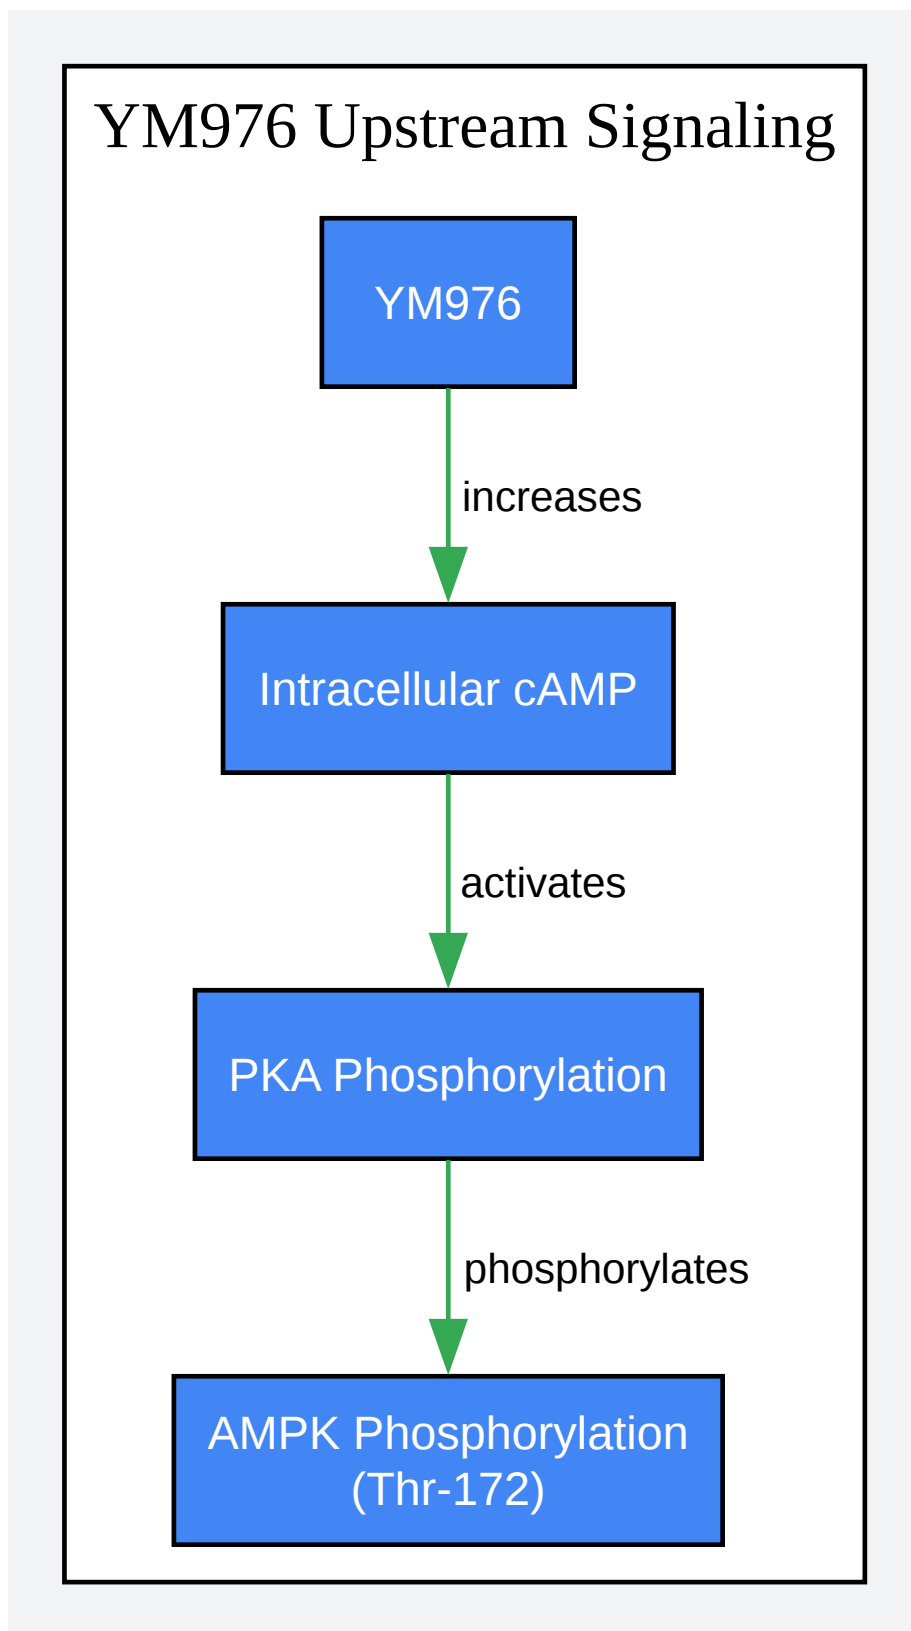 YM976 Upstream Signaling
YM976
increases
Intracellular cAMP
activates
PKA Phosphorylation
phosphorylates
AMPK Phosphorylation
(Thr-172)